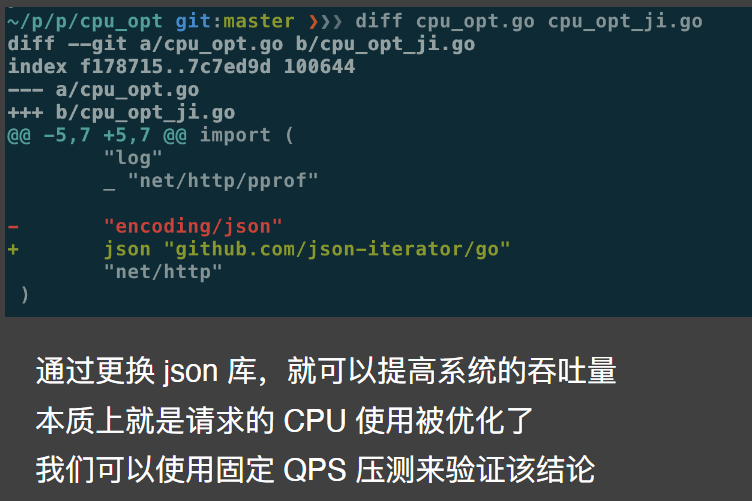 ~/p/p/cpu_opt git:master ❯❯❯ diff cpu_opt.go cpu_opt_ji.go
diff --git a/cpu_opt.go b/cpu_opt_ji.go
index f178715..7c7ed9d 100644
--- a/cpu_opt.go
+++ b/cpu_opt_ji.go
@@ -5,7 +5,7 @@ import (
"log"
_ "net/http/pprof"
- "encoding/json"
+ json "github.com/json-iterator/go"
"net/http"
)
通过更换 json 库，就可以提高系统的吞吐量
本质上就是请求的 CPU 使用被优化了
我们可以使用固定 QPS 压测来验证该结论